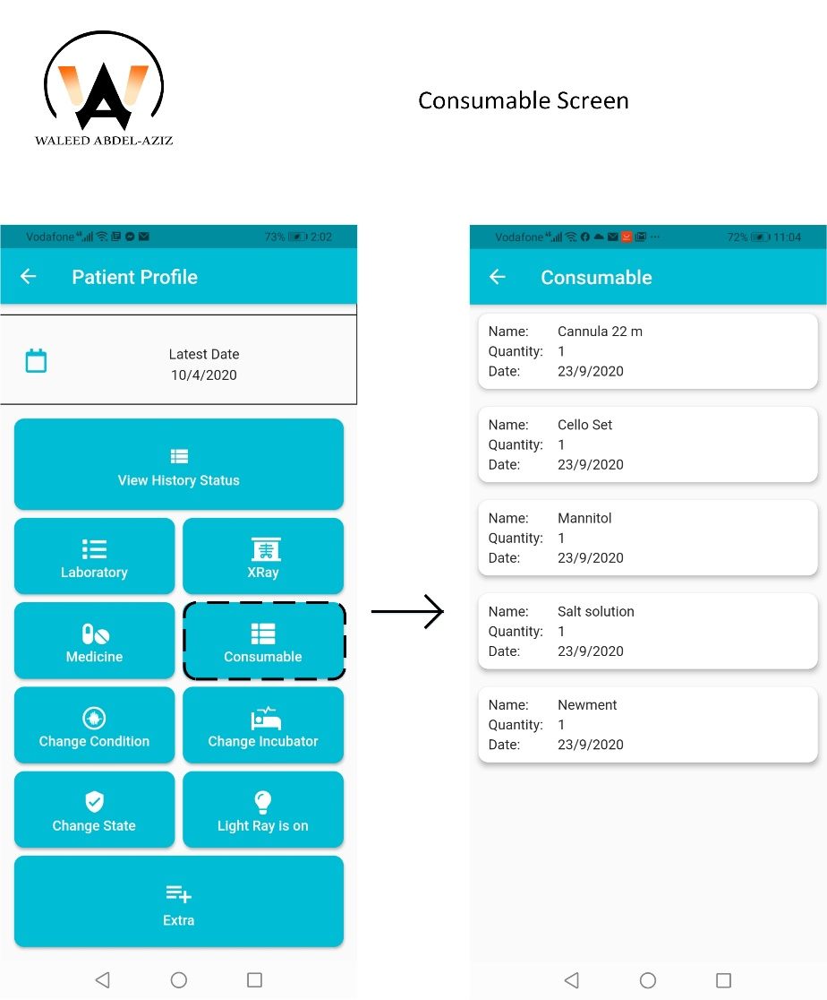 WALEED ABDEL-AZIZ
Consumable Screen
Vodafone 4G 73% 2:02
Patient Profile
Latest Date
10/4/2020
View History Status
Laboratory
XRay
Medicine
Consumable
Change Condition
Change Incubator
Change State
Light Ray is on
Extra
Vodafone 4G 72% 11:04
Consumable
Name: Cannula 22 m
Quantity: 1
Date: 23/9/2020
Name: Cello Set
Quantity: 1
Date: 23/9/2020
Name: Mannitol
Quantity: 1
Date: 23/9/2020
Name: Salt solution
Quantity: 1
Date: 23/9/2020
Name: Newment
Quantity: 1
Date: 23/9/2020